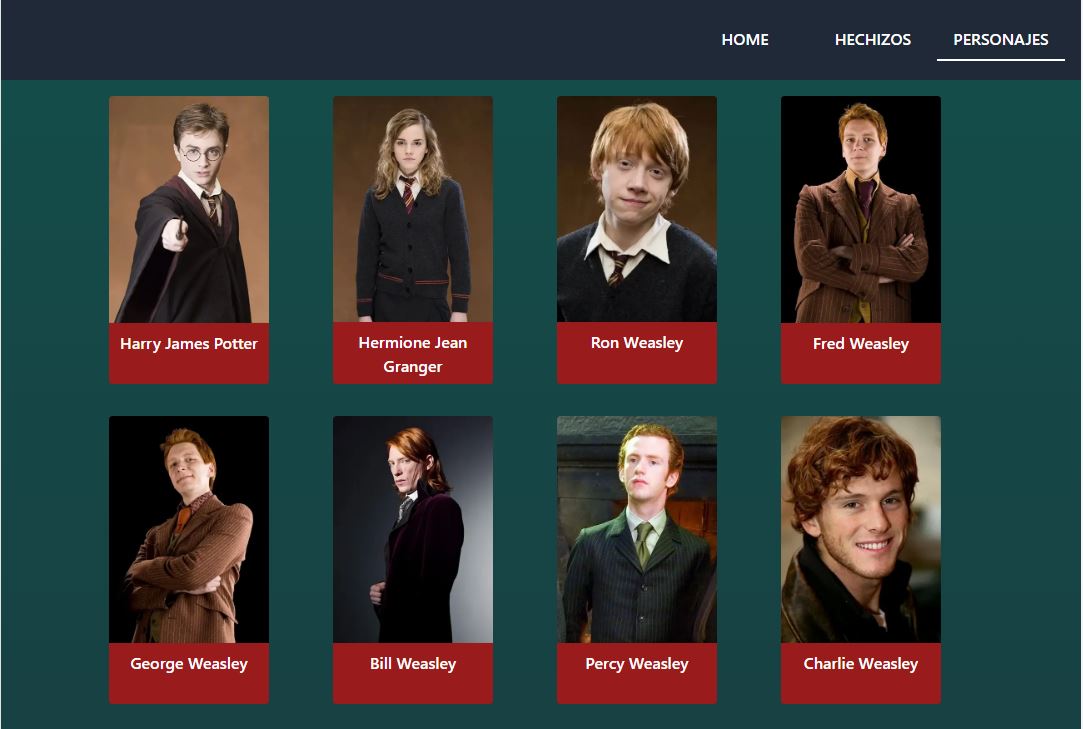 HOME HECHIZOS PERSONAJES
Harry James Potter
Hermione Jean
Granger
Ron Weasley
Fred Weasley
George Weasley
Bill Weasley
Percy Weasley
Charlie Weasley